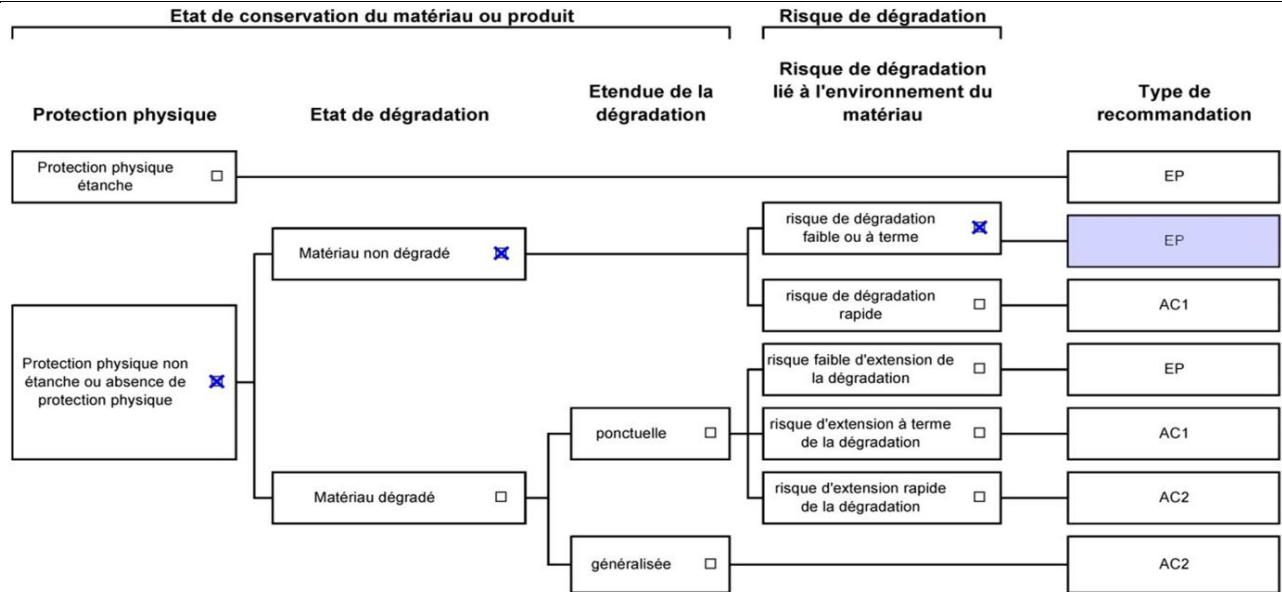 Etat de conservation du matériau ou produit
Risque de dégradation
Protection physique
Etat de dégradation
Etendue de la
dégradation
Risque de dégradation
lié à l'environnement du
matériau
Type de
recommandation
Protection physique
étanche
EP
risque de dégradation
faible ou à terme
EP
Matériau non dégradé
risque de dégradation
rapide
AC1
Protection physique non
étanche ou absence de
protection physique
risque faible d'extension de
la dégradation
EP
ponctuelle
risque d'extension à terme
de la dégradation
AC1
Matériau dégradé
risque d'extension rapide
de la dégradation
AC2
généralisée
AC2